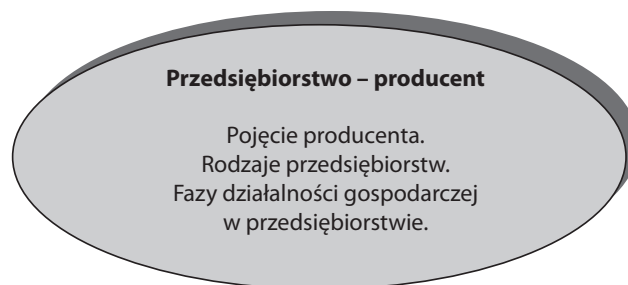 Przedsiębiorstwo – producent
Pojęcie producenta.
Rodzaje przedsiębiorstw.
Fazy działalności gospodarczej
w przedsiębiorstwie.